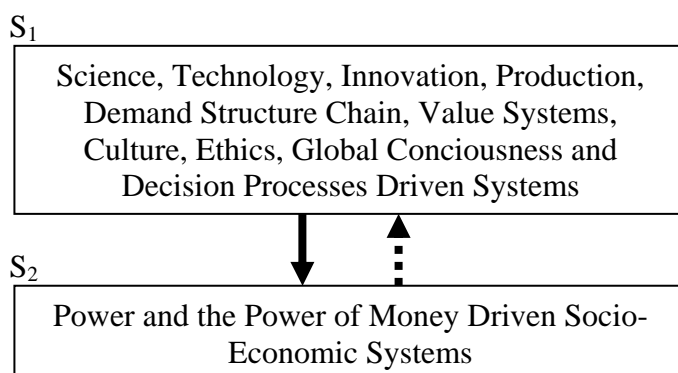 S₁
Science, Technology, Innovation, Production,
Demand Structure Chain, Value Systems,
Culture, Ethics, Global Conciousness and
Decision Processes Driven Systems
S₂
Power and the Power of Money Driven Socio-
Economic Systems